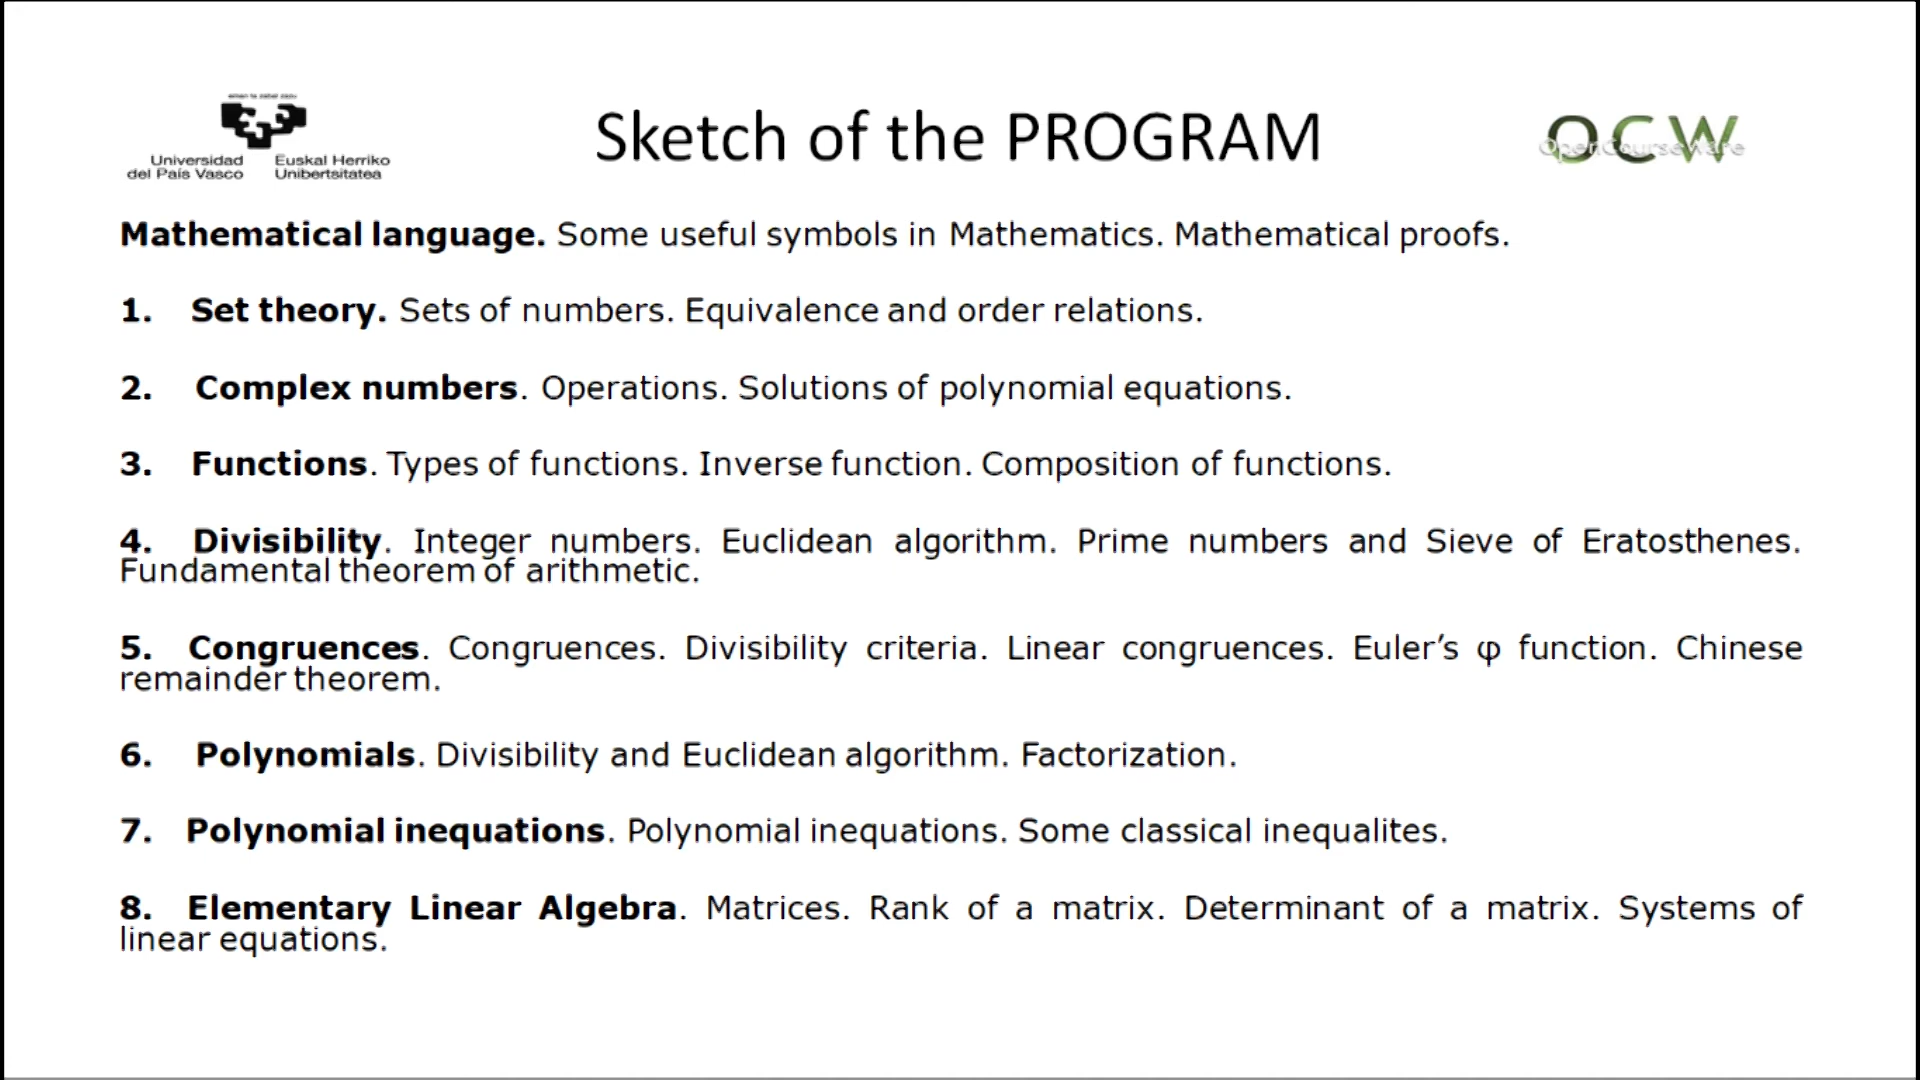 eman ta zabal zazu
Universidad del País Vasco
Euskal Herriko Unibertsitatea
Sketch of the PROGRAM
OCW
OpenCourseWare
Mathematical language. Some useful symbols in Mathematics. Mathematical proofs.
1. Set theory. Sets of numbers. Equivalence and order relations.
2. Complex numbers. Operations. Solutions of polynomial equations.
3. Functions. Types of functions. Inverse function. Composition of functions.
4. Divisibility. Integer numbers. Euclidean algorithm. Prime numbers and Sieve of Eratosthenes.
Fundamental theorem of arithmetic.
5. Congruences. Congruences. Divisibility criteria. Linear congruences. Euler’s φ function. Chinese
remainder theorem.
6. Polynomials. Divisibility and Euclidean algorithm. Factorization.
7. Polynomial inequations. Polynomial inequations. Some classical inequalites.
8. Elementary Linear Algebra. Matrices. Rank of a matrix. Determinant of a matrix. Systems of
linear equations.